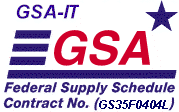 GSA-IT
GSA
Federal Supply Schedule
Contract No. (GS35F0404L)